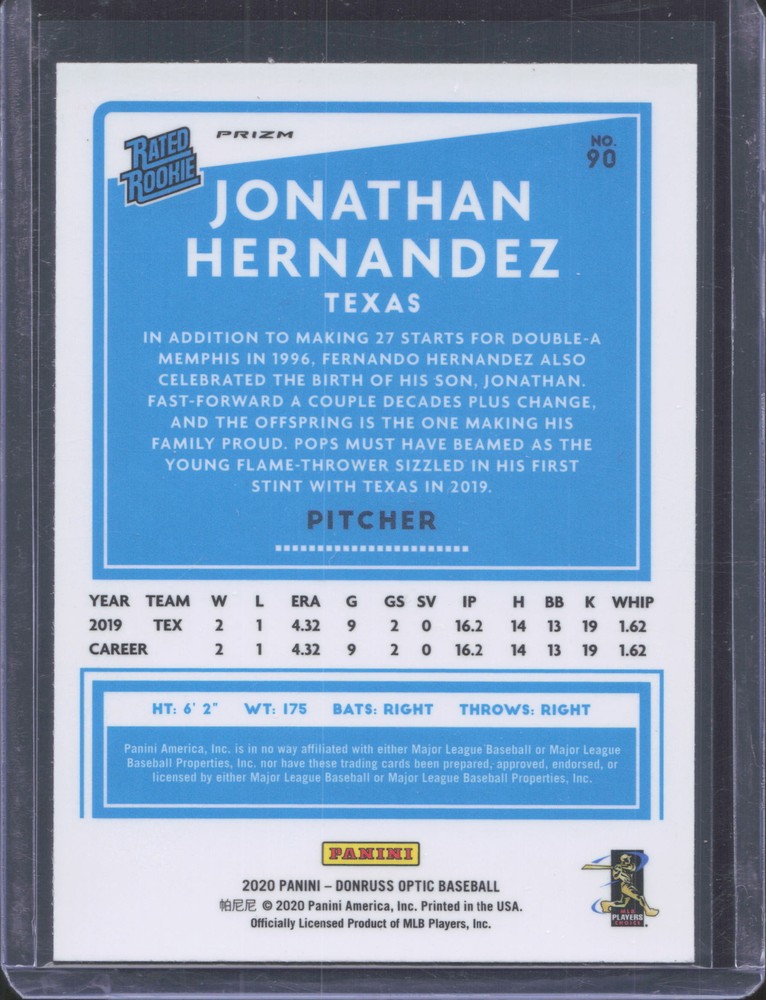 RATED
ROOKIE
PRIZM
NO.
90
JONATHAN
HERNANDEZ
TEXAS
IN ADDITION TO MAKING 27 STARTS FOR DOUBLE-A
MEMPHIS IN 1996, FERNANDO HERNANDEZ ALSO
CELEBRATED THE BIRTH OF HIS SON, JONATHAN.
FAST-FORWARD A COUPLE DECADES PLUS CHANGE,
AND THE OFFSPRING IS THE ONE MAKING HIS
FAMILY PROUD. POPS MUST HAVE BEAMED AS THE
YOUNG FLAME-THROWER SIZZLED IN HIS FIRST
STINT WITH TEXAS IN 2019.
PITCHER
YEAR TEAM W L ERA G GS SV IP H BB K WHIP
2019 TEX 2 1 4.32 9 2 0 16.2 14 13 19 1.62
CAREER 2 1 4.32 9 2 0 16.2 14 13 19 1.62
HT: 6' 2" WT: 175 BATS: RIGHT THROWS: RIGHT
Panini America, Inc. is in no way affiliated with either Major League Baseball or Major League
Baseball Properties, Inc. nor have these trading cards been prepared, approved, endorsed, or
licensed by either Major League Baseball or Major League Baseball Properties, Inc.
PANINI
2020 PANINI – DONRUSS OPTIC BASEBALL
帕尼尼 © 2020 Panini America, Inc. Printed in the USA.
Officially Licensed Product of MLB Players, Inc.
MLB
PLAYERS
CHOICE